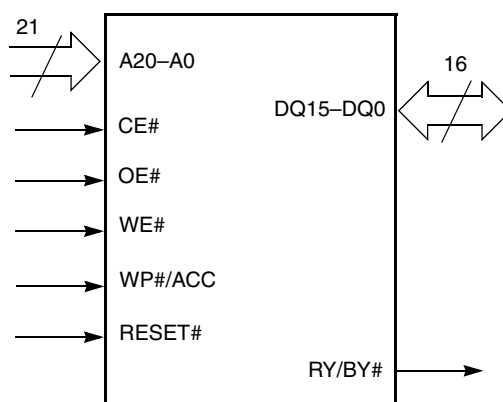 21
A20–A0
16
DQ15–DQ0
CE#
OE#
WE#
WP#/ACC
RESET#
RY/BY#